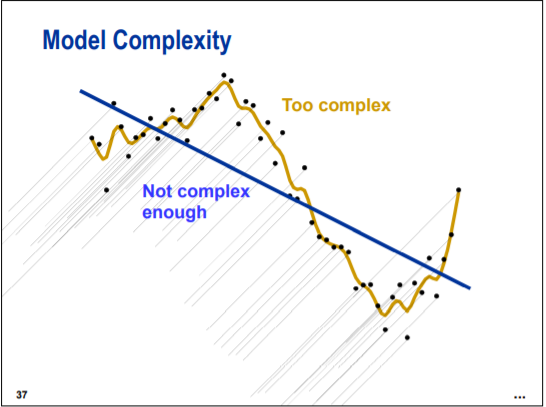 Model Complexity
Too complex
Not complex
enough
37
...